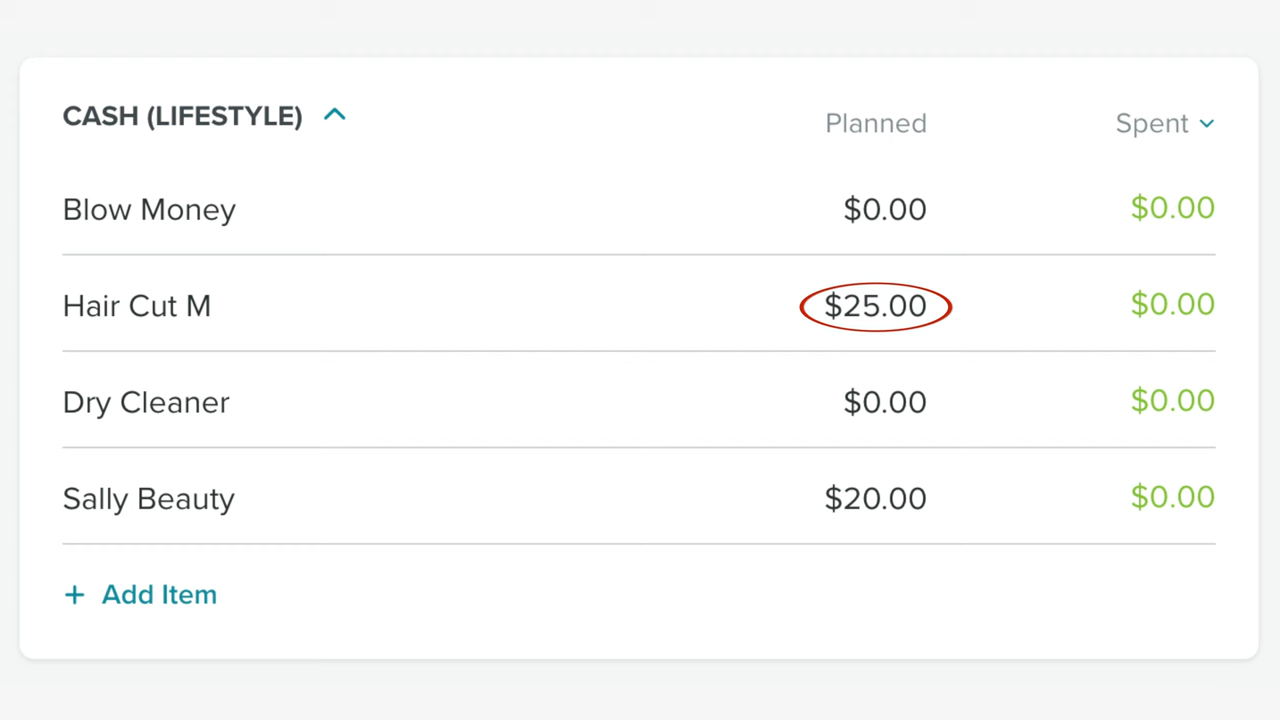 CASH (LIFESTYLE) Planned Spent
Blow Money $0.00 $0.00
Hair Cut M $25.00 $0.00
Dry Cleaner $0.00 $0.00
Sally Beauty $20.00 $0.00
+ Add Item